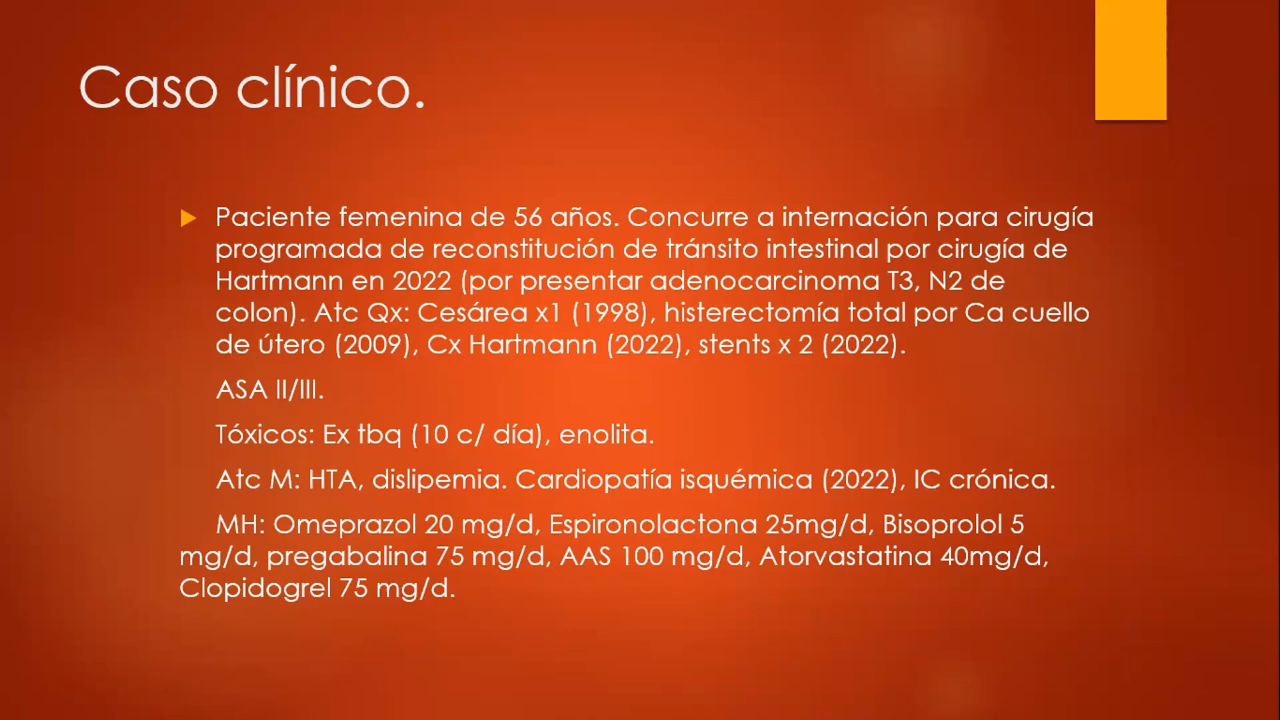 Caso clínico.
Paciente femenina de 56 años. Concurre a internación para cirugía
programada de reconstitución de tránsito intestinal por cirugía de
Hartmann en 2022 (por presentar adenocarcinoma T3, N2 de
colon). Atc Qx: Cesárea x1 (1998), histerectomía total por Ca cuello
de útero (2009), Cx Hartmann (2022), stents x 2 (2022).
ASA II/III.
Tóxicos: Ex tbq (10 c/ día), enolita.
Atc M: HTA, dislipemia. Cardiopatía isquémica (2022), IC crónica.
MH: Omeprazol 20 mg/d, Espironolactona 25mg/d, Bisoprolol 5
mg/d, pregabalina 75 mg/d, AAS 100 mg/d, Atorvastatina 40mg/d,
Clopidogrel 75 mg/d.